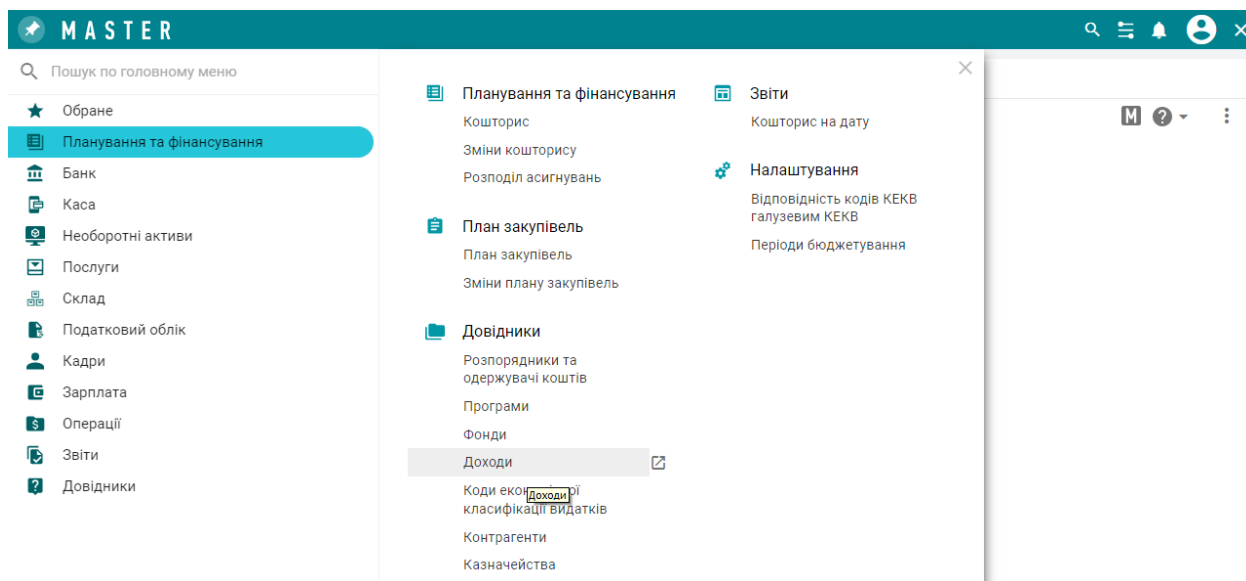 MASTER
Пошук по головному меню
Обране
Планування та фінансування
Банк
Каса
Необоротні активи
Послуги
Склад
Податковий облік
Кадри
Зарплата
Операції
Звіти
Довідники
Планування та фінансування
Кошторис
Зміни кошторису
Розподіл асигнувань
План закупівель
План закупівель
Зміни плану закупівель
Довідники
Розпорядники та
одержувачі коштів
Програми
Фонди
Доходи
Коди
Доходи
класифікації видатків
Контрагенти
Казначейства
Звіти
Кошторис на дату
Налаштування
Відповідність кодів КЕКВ
галузевим КЕКВ
Періоди бюджетування
M